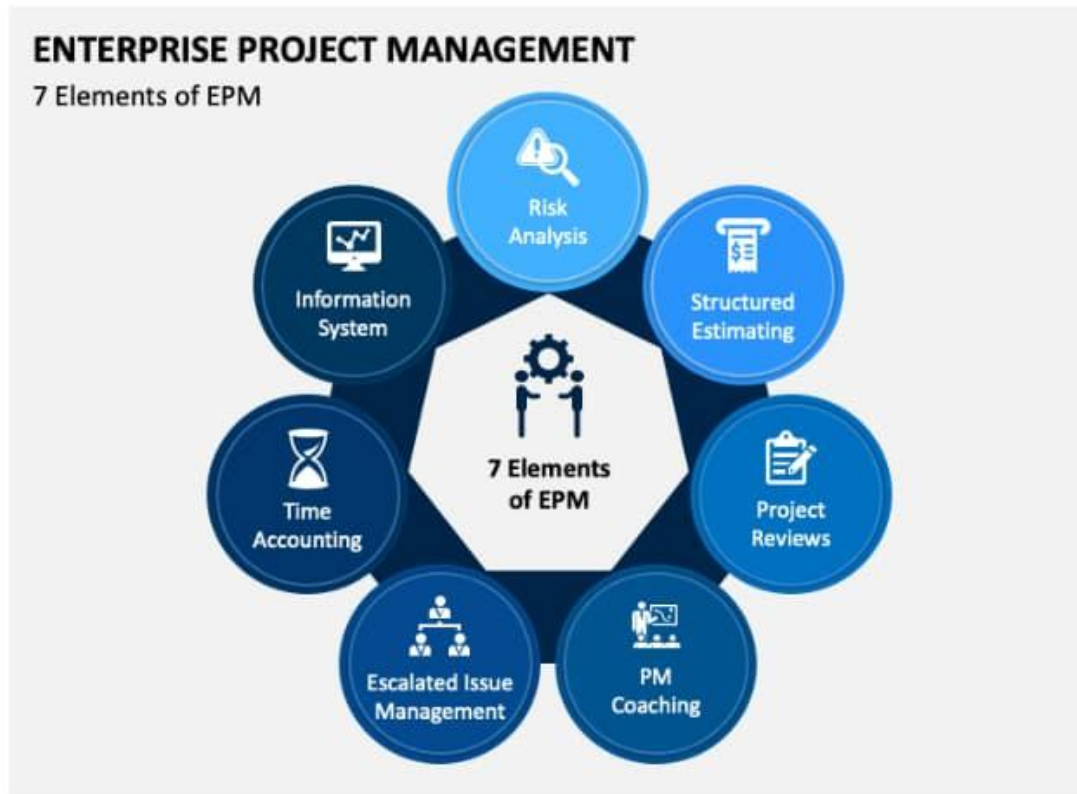 ENTERPRISE PROJECT MANAGEMENT
7 Elements of EPM
Risk
Analysis
Structured
Estimating
Project
Reviews
PM
Coaching
Escalated Issue
Management
Time
Accounting
Information
System
7 Elements
of EPM